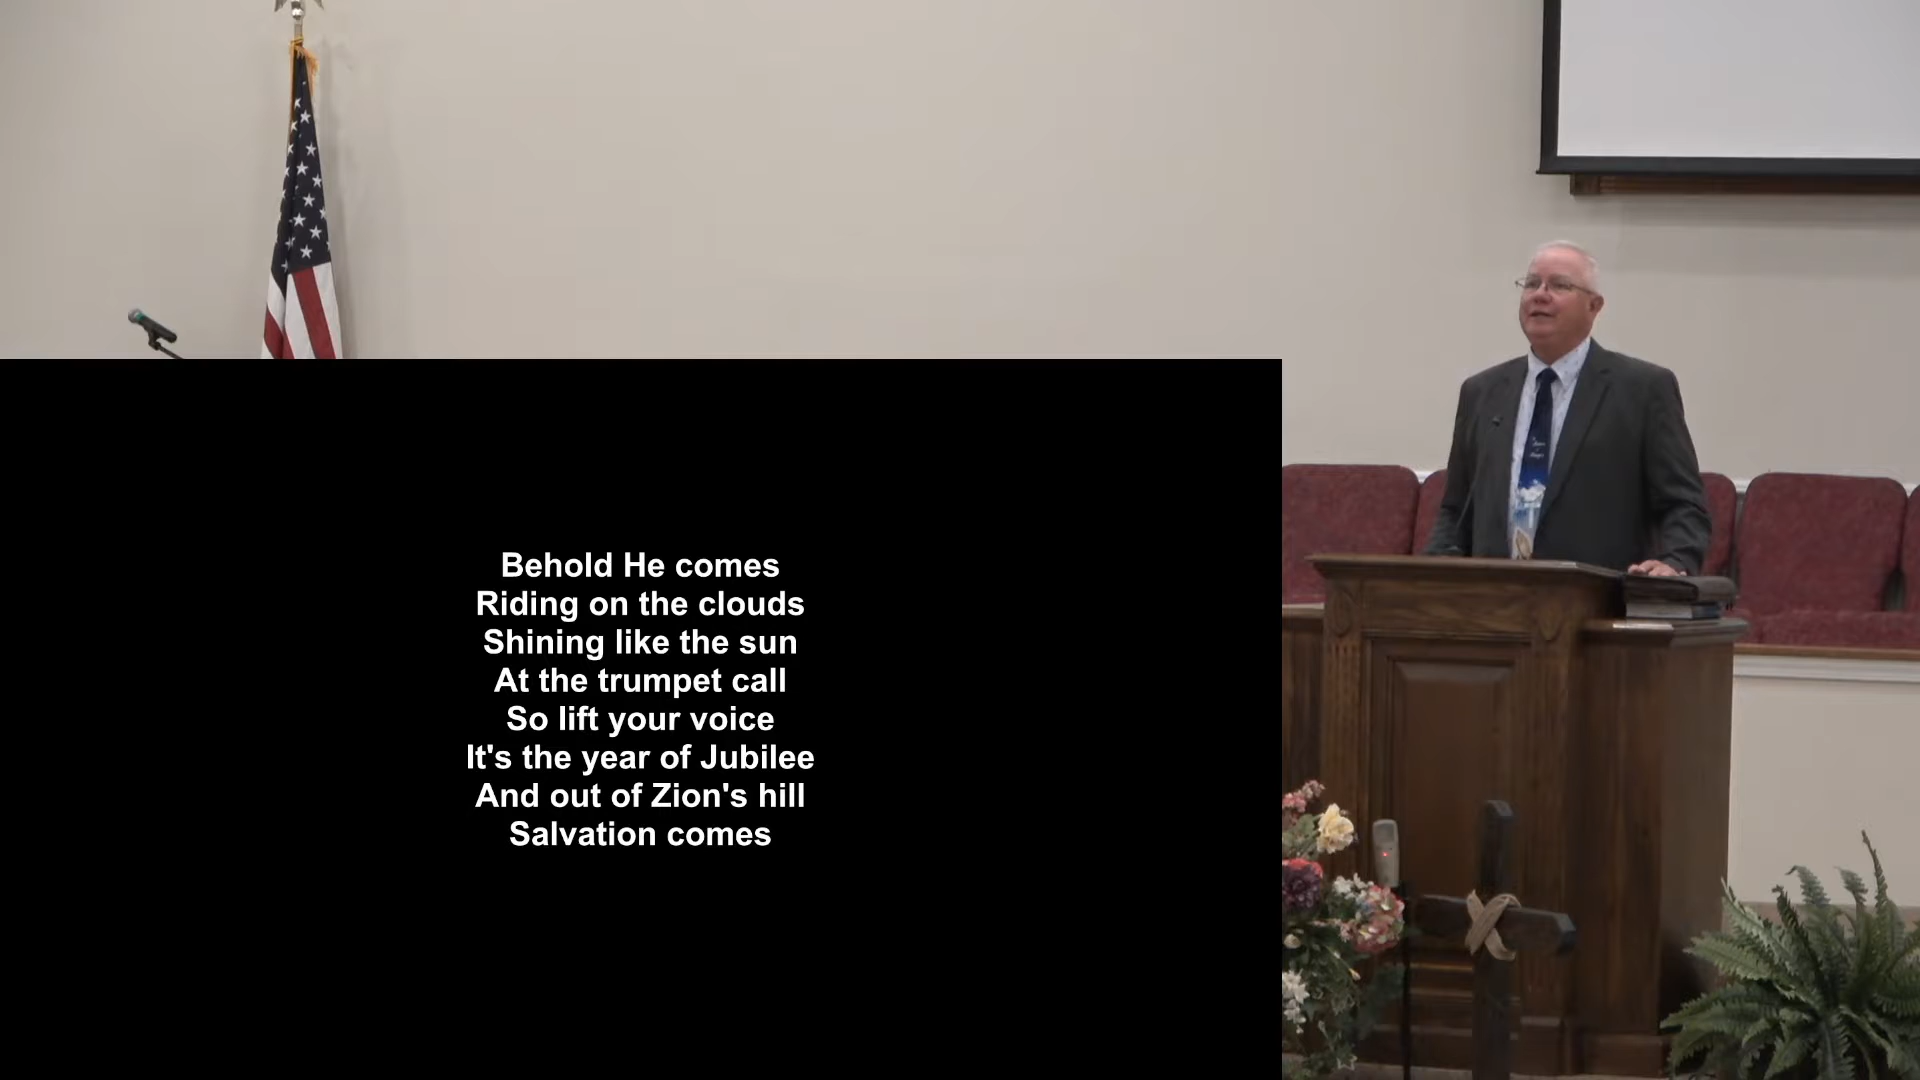 Behold He comes
Riding on the clouds
Shining like the sun
At the trumpet call
So lift your voice
It's the year of Jubilee
And out of Zion's hill
Salvation comes